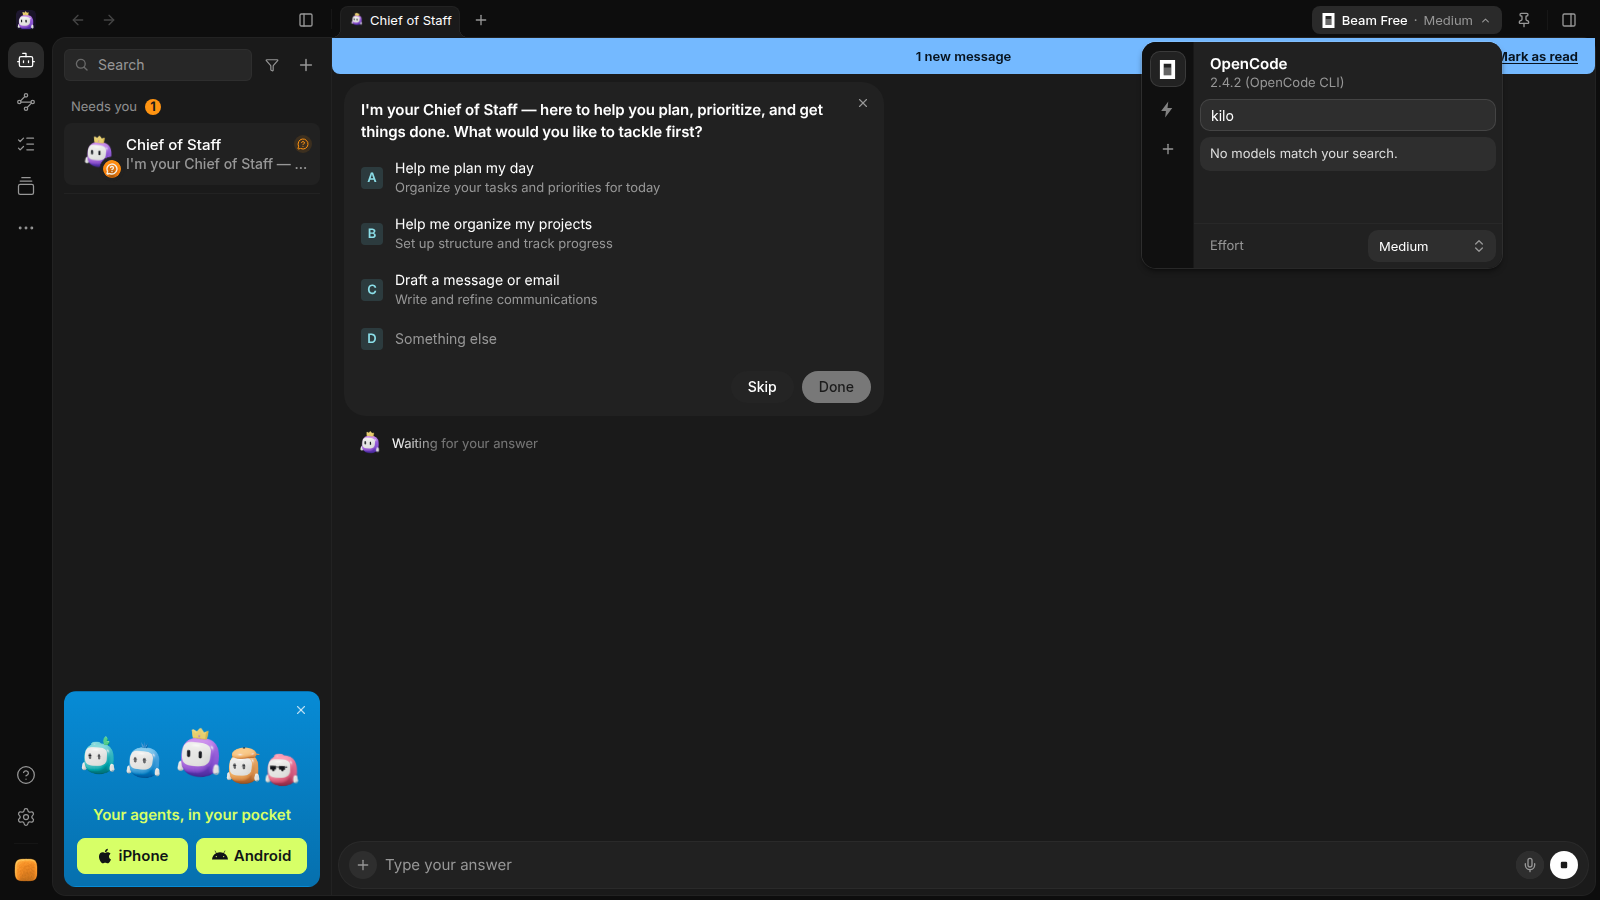 Chief of Staff
Beam Free · Medium
Search
Needs you 1
Chief of Staff
I'm your Chief of Staff — ...
1 new message
Mark as read
I'm your Chief of Staff — here to help you plan, prioritize, and get
things done. What would you like to tackle first?
A Help me plan my day
Organize your tasks and priorities for today
B Help me organize my projects
Set up structure and track progress
C Draft a message or email
Write and refine communications
D Something else
Skip
Done
Waiting for your answer
OpenCode
2.4.2 (OpenCode CLI)
kilo
No models match your search.
Effort
Medium
Your agents, in your pocket
iPhone
Android
Type your answer